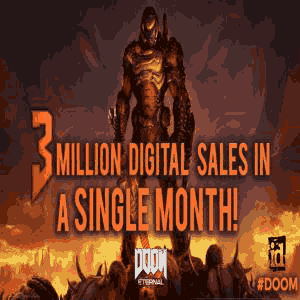 3 MILLION DIGITAL SALES IN
A SINGLE MONTH!
DOOM
ETERNAL
id
#DOOM